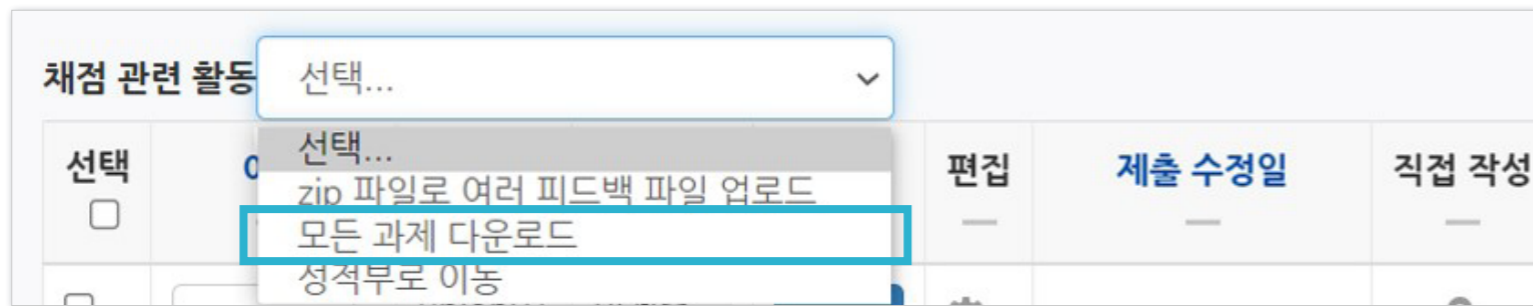 채점 관련 활동 선택...
선택...
선택 편집 제출 수정일 직접 작성
zip 파일로 여러 피드백 파일 업로드
모든 과제 다운로드
성적부로 이동